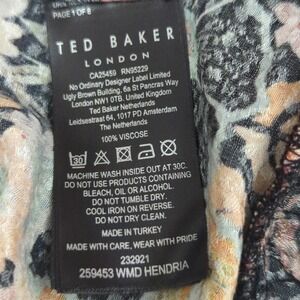 PAGE 1 OF 8
TED BAKER
LONDON
CA25459 RN95229
No Ordinary Designer Label Limited
Ugly Brown Building, 6a St Pancras Way
London NW1 0TB. United Kingdom
Ted Baker Netherlands
Leidsestraat 64, 1017 PD Amsterdam
The Netherlands
100% VISCOSE
30
MACHINE WASH INSIDE OUT AT 30C.
DO NOT USE PRODUCTS CONTAINING
BLEACH, OIL OR ALCOHOL.
DO NOT TUMBLE DRY.
COOL IRON ON REVERSE.
DO NOT DRY CLEAN.
MADE IN TURKEY
MADE WITH CARE, WEAR WITH PRIDE
232921
259453 WMD HENDRIA